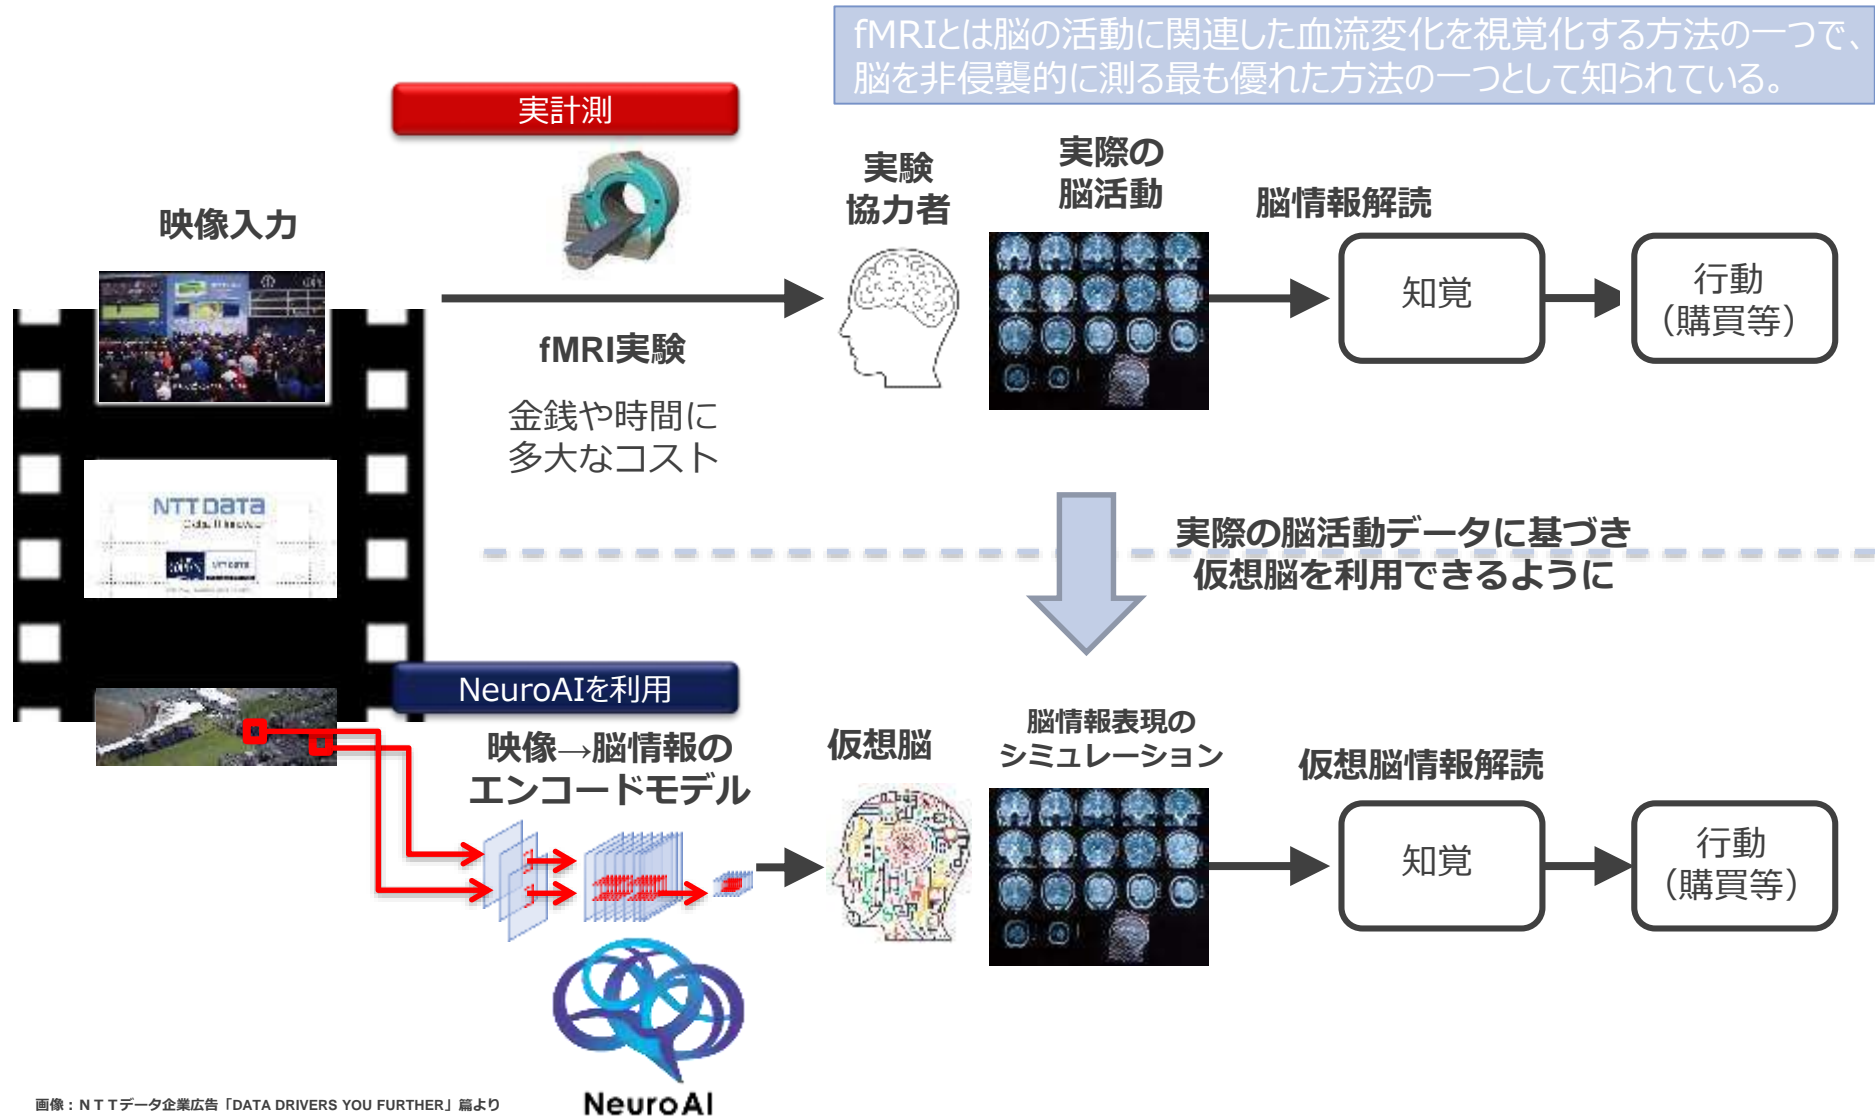 fMRIとは脳の活動に関連した血流変化を視覚化する方法の一つで、
脳を非侵襲的に測る最も優れた方法の一つとして知られている。
実計測
映像入力
fMRI実験
金銭や時間に
多大なコスト
実験
協力者
実際の
脳活動
脳情報解読
知覚
行動
（購買等）
NTT DATA
NTT DATA
実際の脳活動データに基づき
仮想脳を利用できるように
NeuroAIを利用
映像→脳情報の
エンコードモデル
仮想脳
脳情報表現の
シミュレーション
仮想脳情報解読
知覚
行動
（購買等）
NeuroAI
画像：ＮＴＴデータ企業広告「DATA DRIVERS YOU FURTHER」篇より